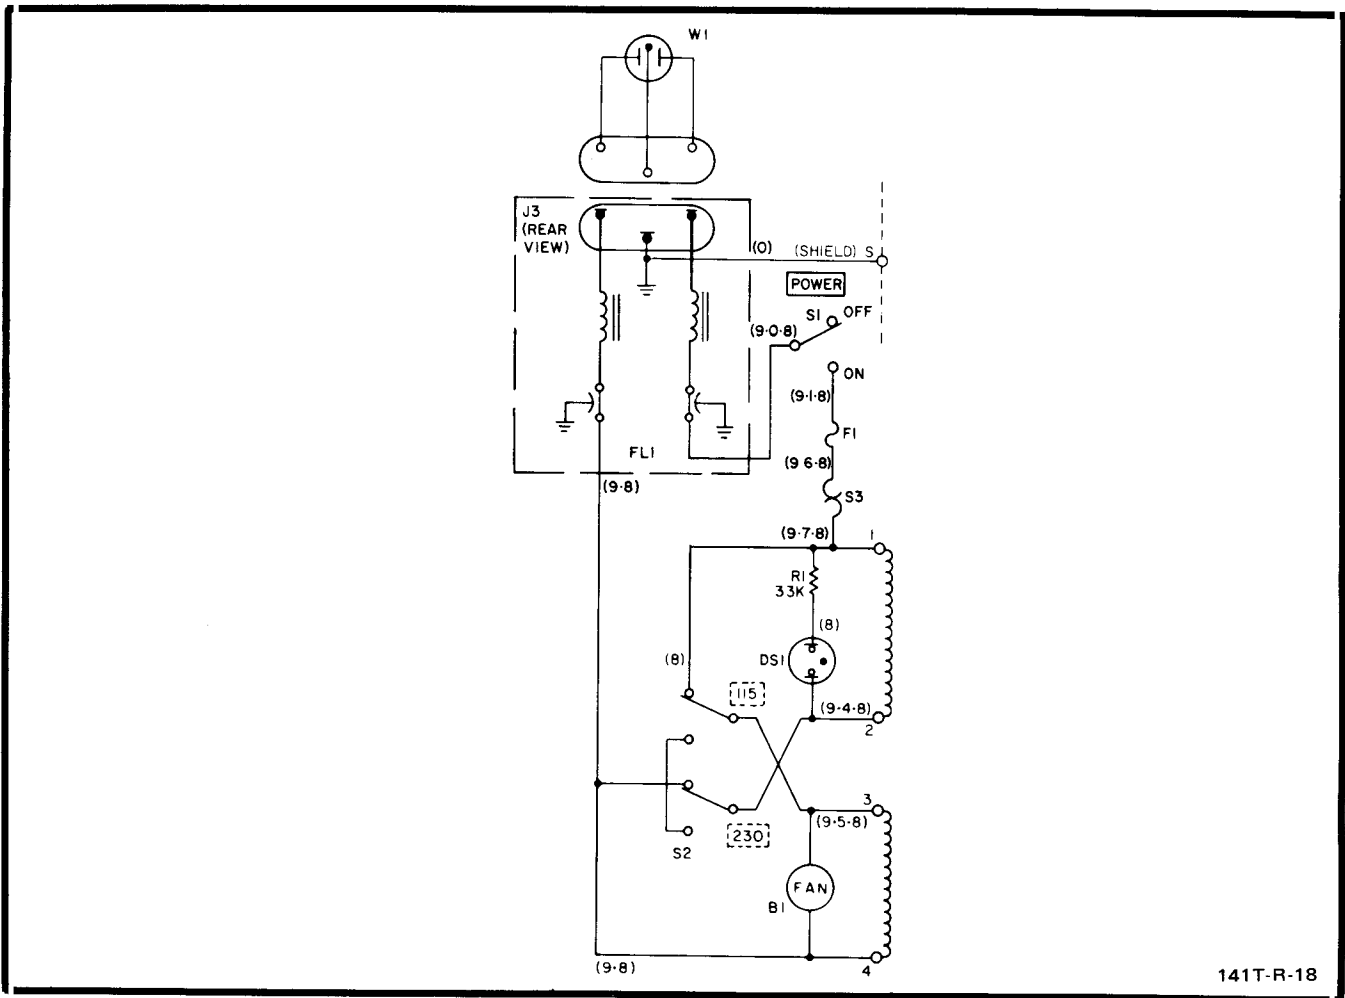 W1
J3
(REAR
VIEW)
(0)
(SHIELD) S
POWER
S1
OFF
(9·0·8)
ON
(9·1·8)
F1
FL1
(9 6·8)
(9·8)
S3
(9·7·8)
1
R1
33K
(8)
(8)
DS1
115
(9·4·8)
2
3
(9·5·8)
230
S2
FAN
B1
(9·8)
4
141T-R-18